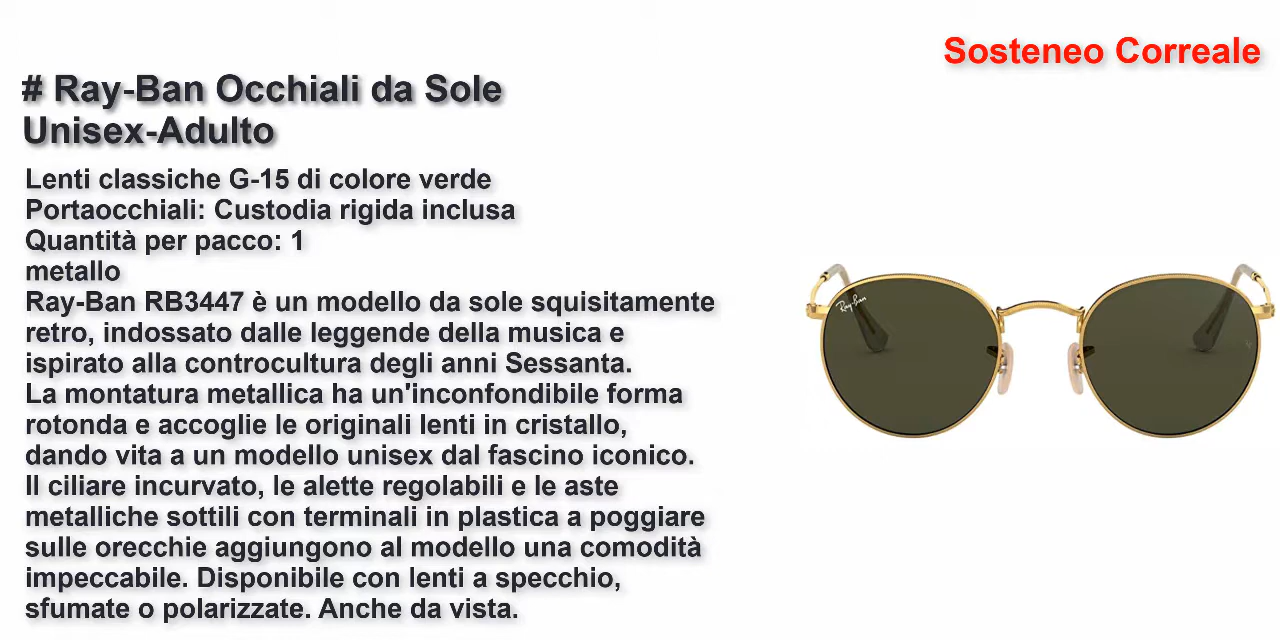 Sosteneo Correale
# Ray-Ban Occhiali da Sole
Unisex-Adulto
Lenti classiche G-15 di colore verde
Portaocchiali: Custodia rigida inclusa
Quantità per pacco: 1
metallo
Ray-Ban RB3447 è un modello da sole squisitamente
retro, indossato dalle leggende della musica e
ispirato alla controcultura degli anni Sessanta.
La montatura metallica ha un'inconfondibile forma
rotonda e accoglie le originali lenti in cristallo,
dando vita a un modello unisex dal fascino iconico.
Il ciliare incurvato, le alette regolabili e le aste
metalliche sottili con terminali in plastica a poggiare
sulle orecchie aggiungono al modello una comodità
impeccabile. Disponibile con lenti a specchio,
sfumate o polarizzate. Anche da vista.
Ray-Ban